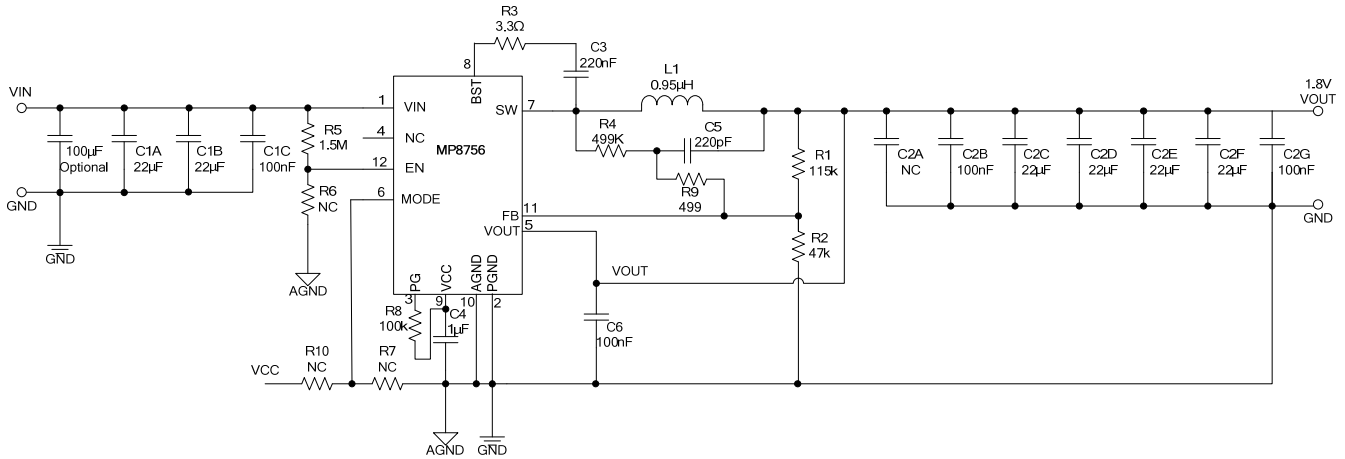 R3
3.3Ω
C3
220nF
8
BST
L1
0.95µH
VIN
1
VIN
SW
7
1.8V
VOUT
100µF
Optional
C1A
22µF
C1B
22µF
C1C
100nF
R5
1.5M
4
NC
MP8756
R4
499K
C5
220pF
R1
115k
C2A
NC
C2B
100nF
C2C
22µF
C2D
22µF
C2E
22µF
C2F
22µF
C2G
100nF
12
EN
R6
NC
6
MODE
R9
499
GND
GND
FB
11
VOUT
5
R2
47k
GND
AGND
PG
VCC
AGND
PGND
VOUT
3
9
10
2
R8
100k
C4
1µF
C6
100nF
VCC
R10
NC
R7
NC
AGND
GND